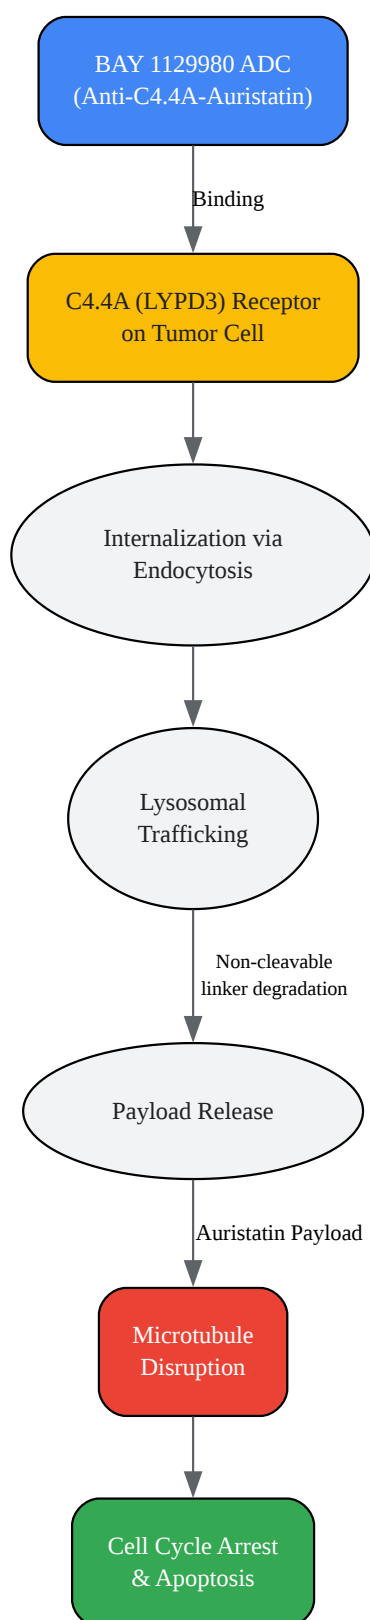 BAY 1129980 ADC
(Anti-C4.4A-Auristatin)
Binding
C4.4A (LYPD3) Receptor
on Tumor Cell
Internalization via
Endocytosis
Lysosomal
Trafficking
Non-cleavable
linker degradation
Payload Release
Auristatin Payload
Microtubule
Disruption
Cell Cycle Arrest
& Apoptosis